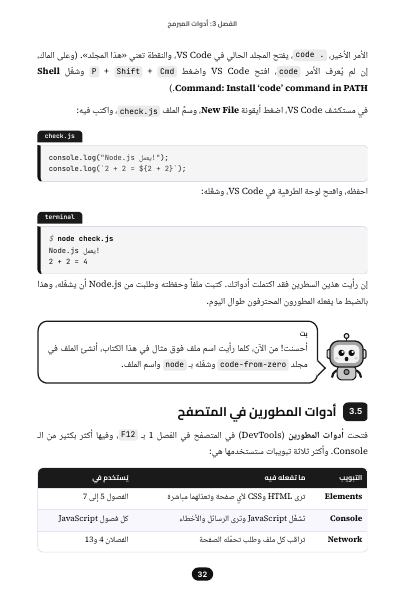 الفصل 3: أدوات المبرمج
الأمر الأخير، code .‎، يفتح المجلد الحالي في VS Code، والنقطة تعني «هذا المجلد». (وعلى الماك،
إن لم يُعرف الأمر code، افتح VS Code واضغط Cmd + Shift + P وشغّل Shell
Command: Install 'code' command in PATH.)
في مستكشف VS Code، اضغط أيقونة New File، وسمِّ الملف check.js، واكتب فيه:
check.js
console.log("Node.js يعمل!");
console.log(`2 + 2 = ${2 + 2}`);
احفظه، وافتح لوحة الطرفية في VS Code، وشغّله:
terminal
$ node check.js
Node.js يعمل!
2 + 2 = 4
إن رأيت هذين السطرين فقد اكتملت أدواتك. كتبت ملفاً وحفظته وطلبت من Node.js أن يشغّله، وهذا
بالضبط ما يفعله المطورون المحترفون طوال اليوم.
بت
أحسنت! من الآن، كلما رأيت اسم ملف فوق مثال في هذا الكتاب، أنشئ الملف في
مجلد code-from-zero وشغّله بـ node واسم الملف.
3.5 أدوات المطورين في المتصفح
فتحت أدوات المطورين (DevTools) في المتصفح في الفصل 1 بـ F12، وفيها أكثر بكثير من الـ
Console. وأكثر ثلاثة تبويبات ستستخدمها هي:
التبويب ما تفعله فيه يُستخدم في
Elements ترى HTML وCSS لأي صفحة وتعدّلهما مباشرة الفصول 5 إلى 7
Console تشغّل JavaScript وترى الرسائل والأخطاء كل فصول JavaScript
Network تراقب كل ملف وطلب تحمّله الصفحة الفصلان 4 و13
32